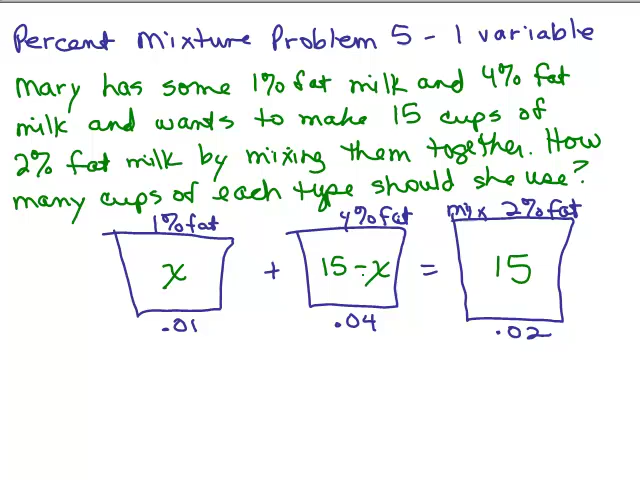 Percent Mixture Problem 5 - 1 variable
Mary has some 1% fat milk and 4% fat
milk and wants to make 15 cups of
2% fat milk by mixing them together. How
many cups of each type should she use?
1% fat 4% fat mix 2% fat
x + 15-x = 15
.01 .04 .02